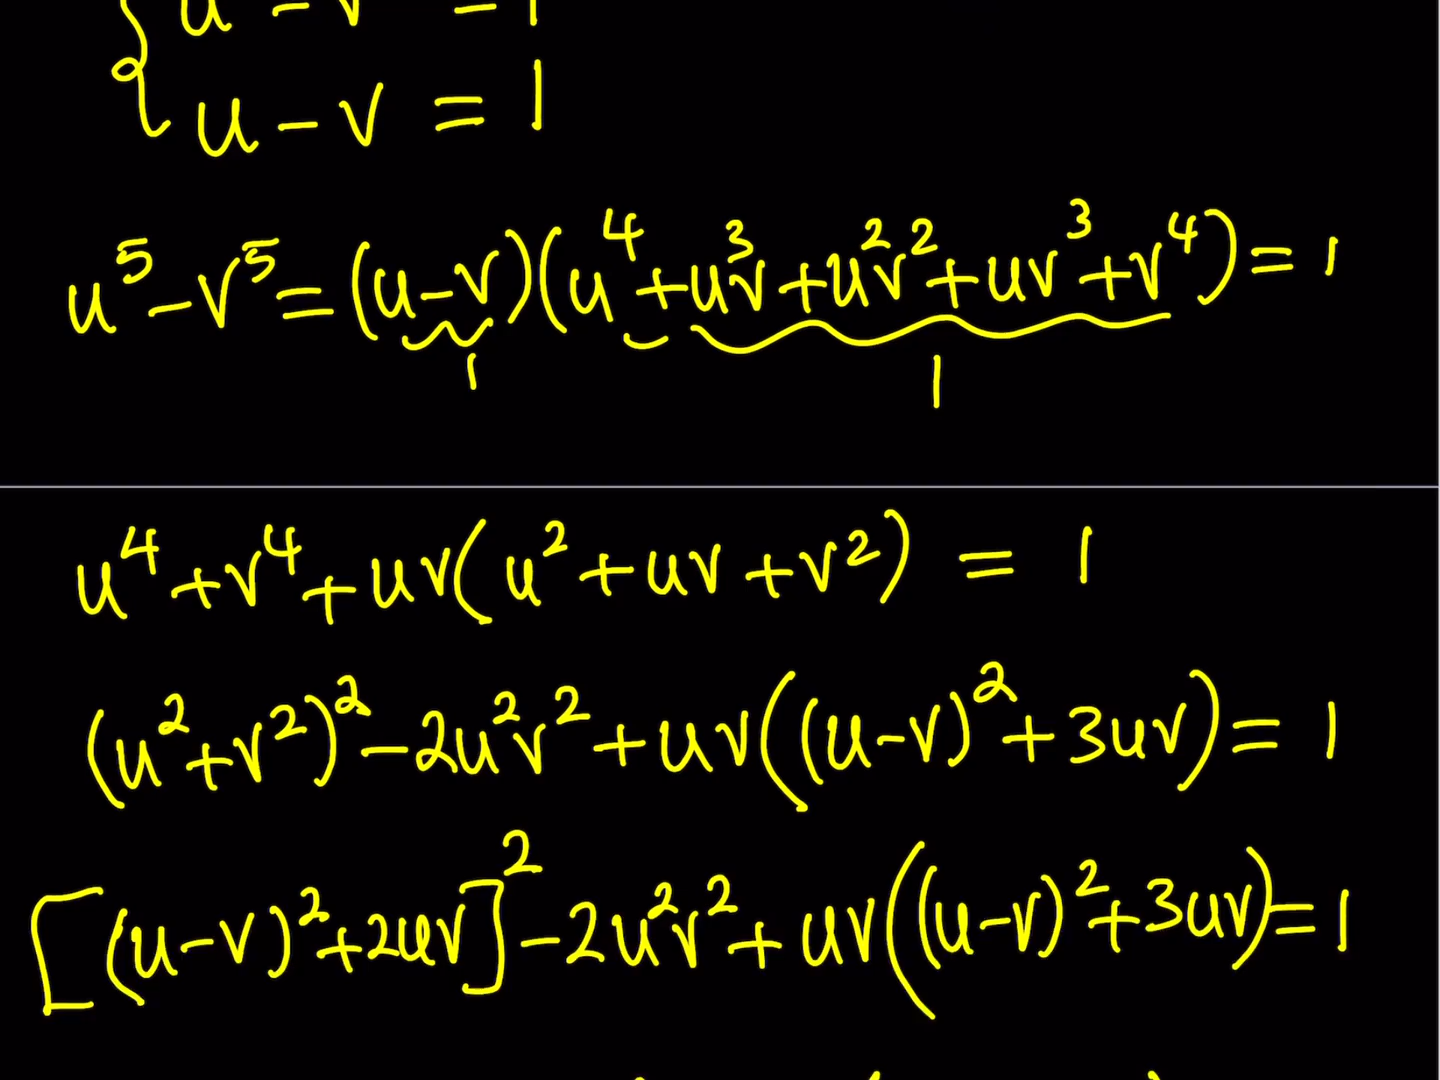 u - v = 1
u - v = 1
u⁵ - v⁵ = (u - v)(u⁴ + u³v + u²v² + uv³ + v⁴) = 1
1 1
u⁴ + v⁴ + uv(u² + uv + v²) = 1
(u² + v²)² - 2u²v² + uv((u - v)² + 3uv) = 1
[(u - v)² + 2uv]² - 2u²v² + uv((u - v)² + 3uv) = 1